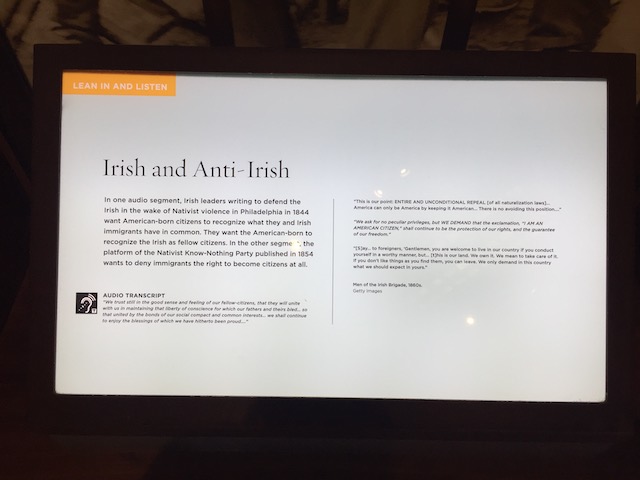 LEAN IN AND LISTEN
Irish and Anti-Irish
In one audio segment, Irish leaders writing to defend the
Irish in the wake of Nativist violence in Philadelphia in 1844
want American-born citizens to recognize what they and Irish
immigrants have in common. They want the American-born to
recognize the Irish as fellow citizens. In the other segment, the
platform of the Nativist Know-Nothing Party published in 1854
wants to deny immigrants the right to become citizens at all.
AUDIO TRANSCRIPT
"We trust still in the good sense and feeling of our fellow-citizens, that they will unite
with us in maintaining that liberty of conscience for which our fathers and theirs bled... so
that united by the bonds of our social compact and common interests... we shall continue
to enjoy the blessings of which we have hitherto been proud...."
"This is our point: ENTIRE AND UNCONDITIONAL REPEAL [of all naturalization laws]...
America can only be America by keeping it American... There is no avoiding this position...."
"We ask for no peculiar privileges, but WE DEMAND that the exclamation, "I AM AN
AMERICAN CITIZEN," shall continue to be the protection of our rights, and the guarantee
of our freedom."
"[S]ay... to foreigners, 'Gentlemen, you are welcome to live in our country if you conduct
yourself in a worthy manner, but... [t]his is our land. We own it. We mean to take care of it.
If you don't like things as you find them, you can leave. We only demand in this country
what we should expect in yours.'"
Men of the Irish Brigade, 1860s.
Getty Images